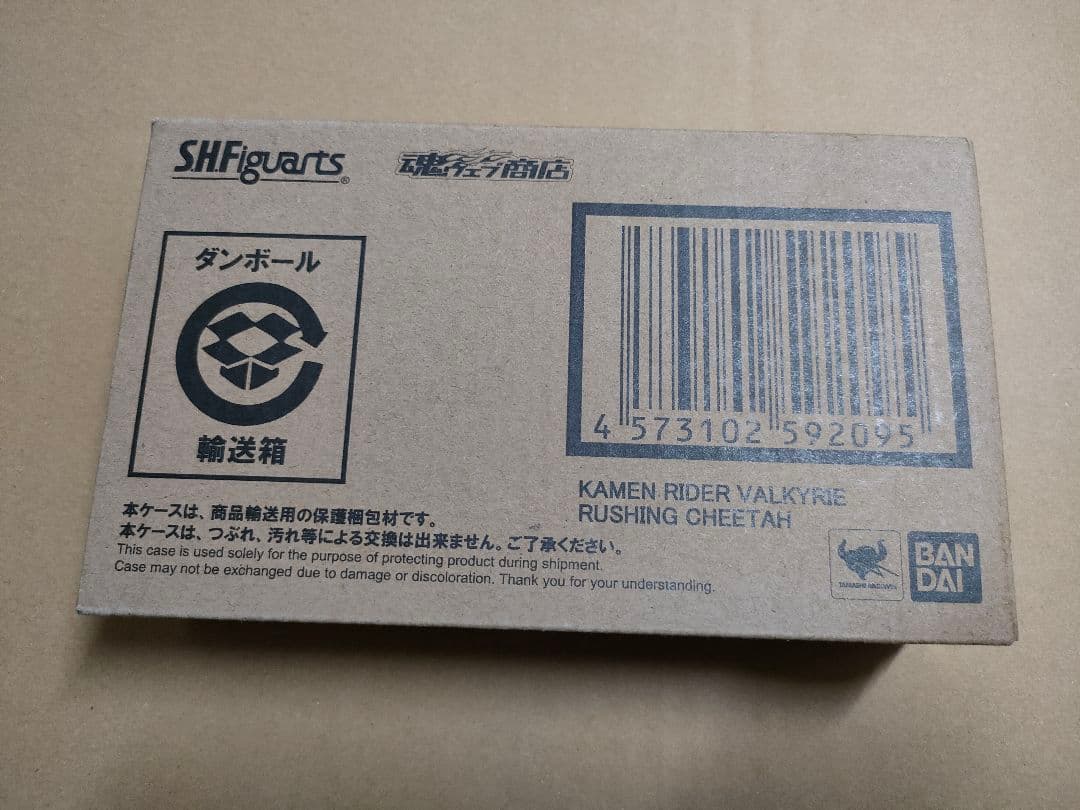 S.H.Figuarts®
魂ウェブ商店
ダンボール
輸送箱
4 573102 592095
KAMEN RIDER VALKYRIE
RUSHING CHEETAH
本ケースは、商品輸送用の保護梱包材です。
本ケースは、つぶれ、汚れ等による交換は出来ません。ご了承ください。
This case is used solely for the purpose of protecting product during shipment.
Case may not be exchanged due to damage or discoloration. Thank you for your understanding.
TAMASHII NATIONS
BAN
DAI